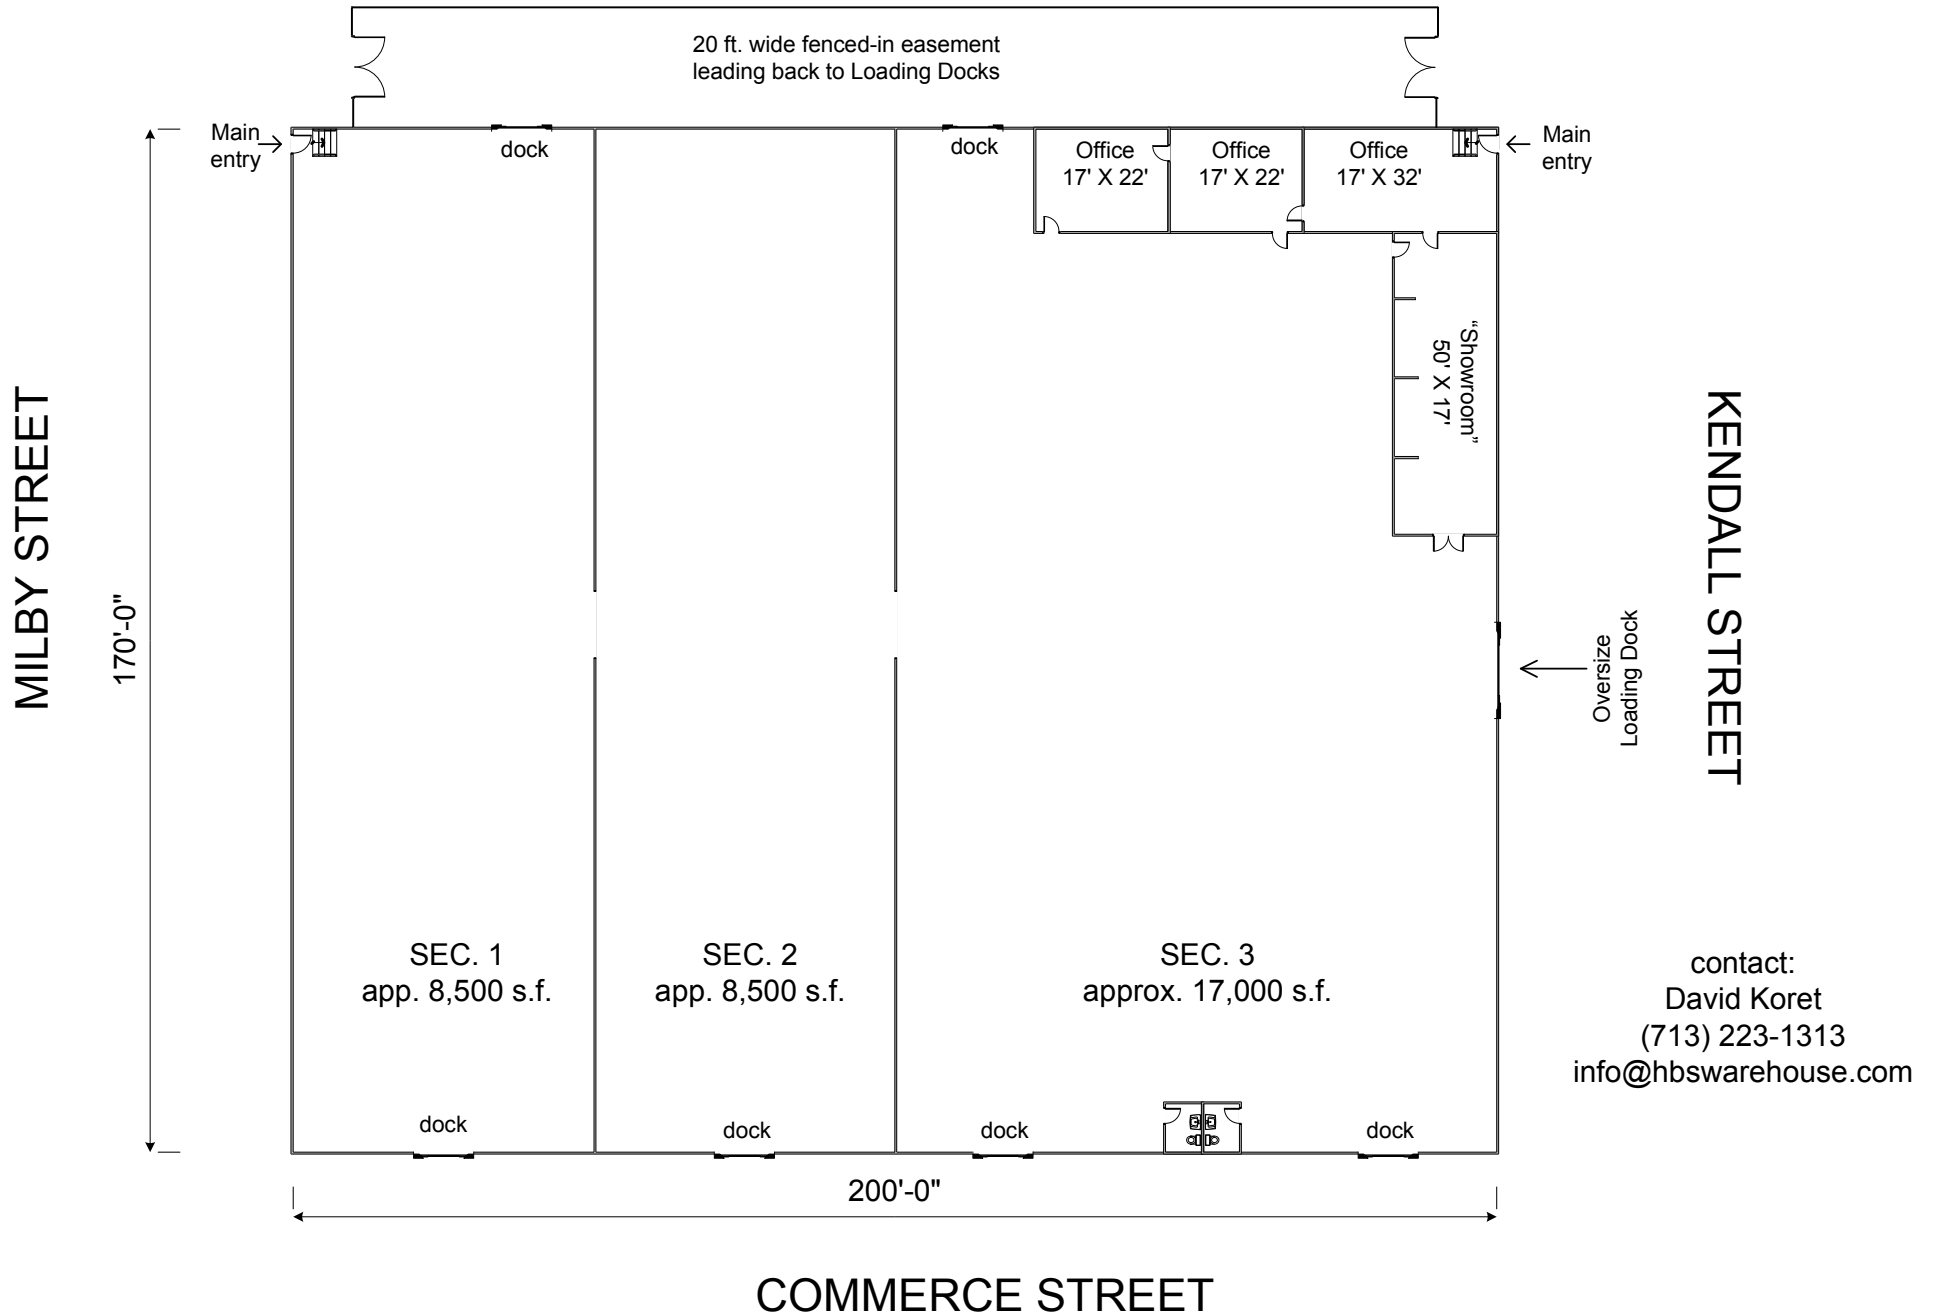 20 ft. wide fenced-in easement
leading back to Loading Docks
Main
entry
dock
dock
Office
17' X 22'
Office
17' X 22'
Office
17' X 32'
Main
entry
“Showroom”
50' X 17'
MILBY STREET
170'-0"
KENDALL STREET
Oversize
Loading Dock
SEC. 1
app. 8,500 s.f.
SEC. 2
app. 8,500 s.f.
SEC. 3
approx. 17,000 s.f.
contact:
David Koret
(713) 223-1313
info@hbswarehouse.com
dock
dock
dock
dock
200'-0"
COMMERCE STREET